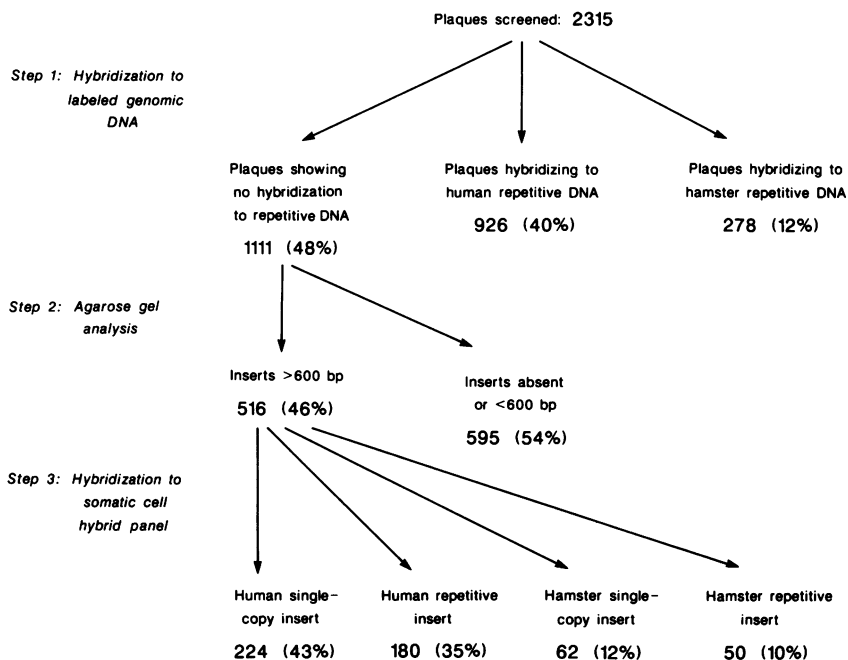 Plaques screened: 2315
Step 1: Hybridization to
labeled genomic
DNA
Plaques showing
no hybridization
to repetitive DNA
1111 (48%)
Plaques hybridizing to
human repetitive DNA
926 (40%)
Plaques hybridizing to
hamster repetitive DNA
278 (12%)
Step 2: Agarose gel
analysis
Inserts >600 bp
516 (46%)
Inserts absent
or <600 bp
595 (54%)
Step 3: Hybridization to
somatic cell
hybrid panel
Human single-
copy insert
224 (43%)
Human repetitive
insert
180 (35%)
Hamster single-
copy insert
62 (12%)
Hamster repetitive
insert
50 (10%)